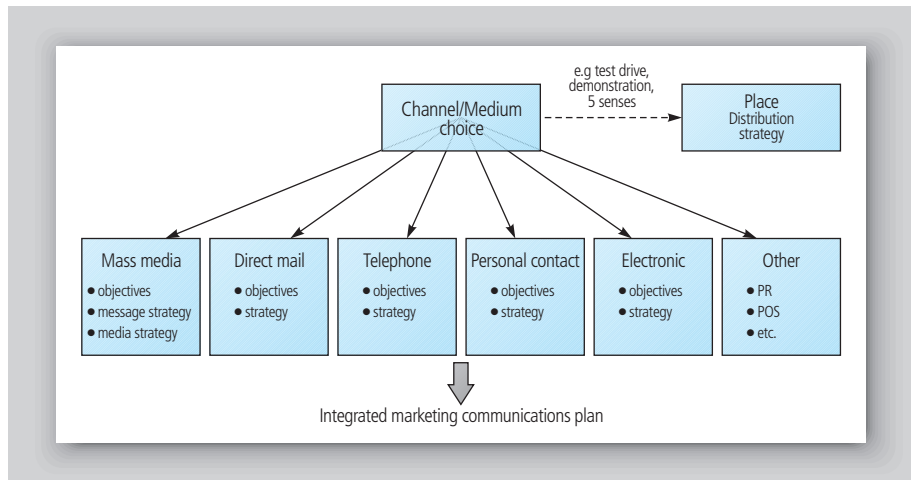 e.g test drive,
demonstration,
5 senses
Channel/Medium
choice
Place
Distribution
strategy
Mass media
● objectives
● message strategy
● media strategy
Direct mail
● objectives
● strategy
Telephone
● objectives
● strategy
Personal contact
● objectives
● strategy
Electronic
● objectives
● strategy
Other
● PR
● POS
● etc.
Integrated marketing communications plan